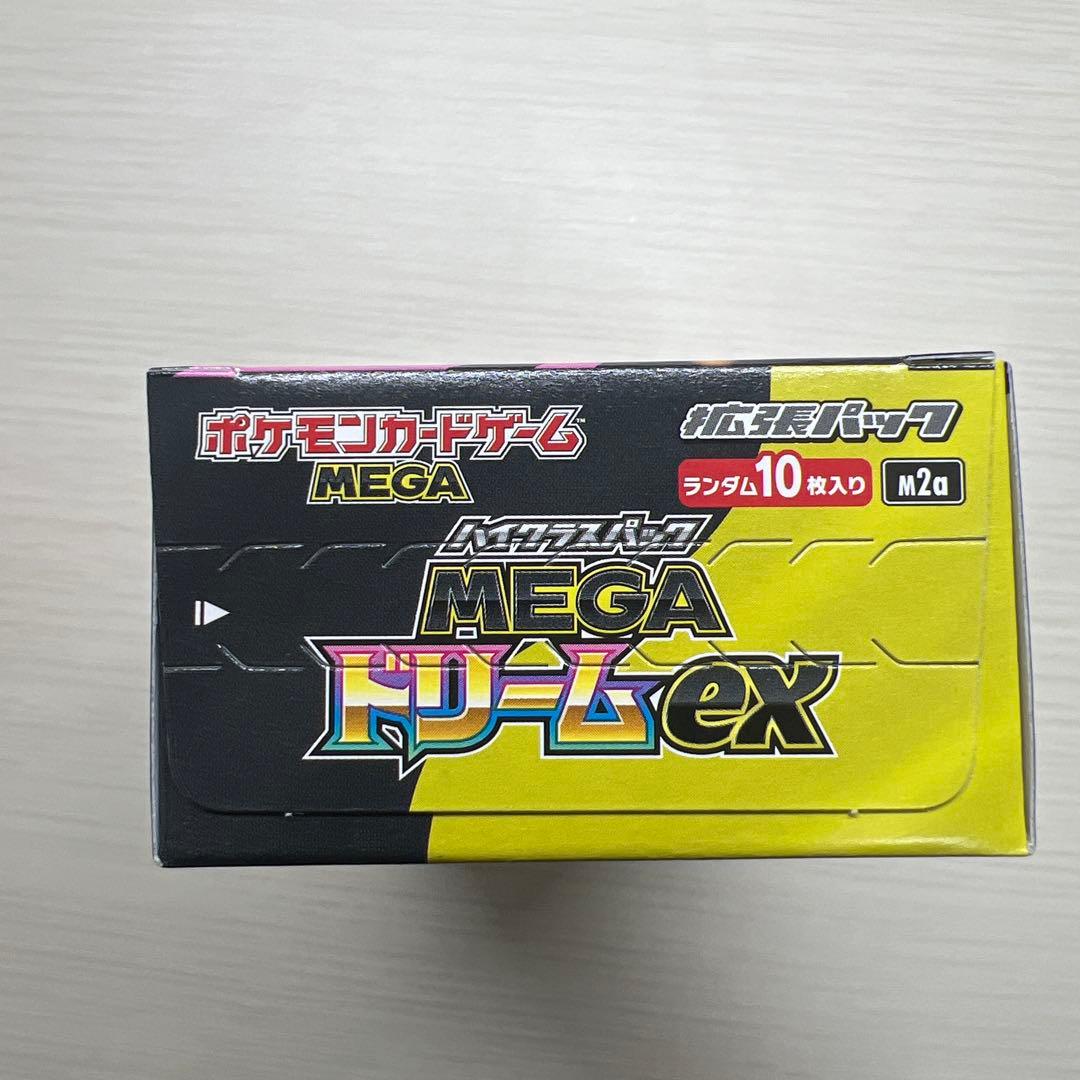 ポケモンカードゲーム™
MEGA
拡張パック
ランダム10枚入り
M2a
ハイクラスパック
MEGA
ドリームex